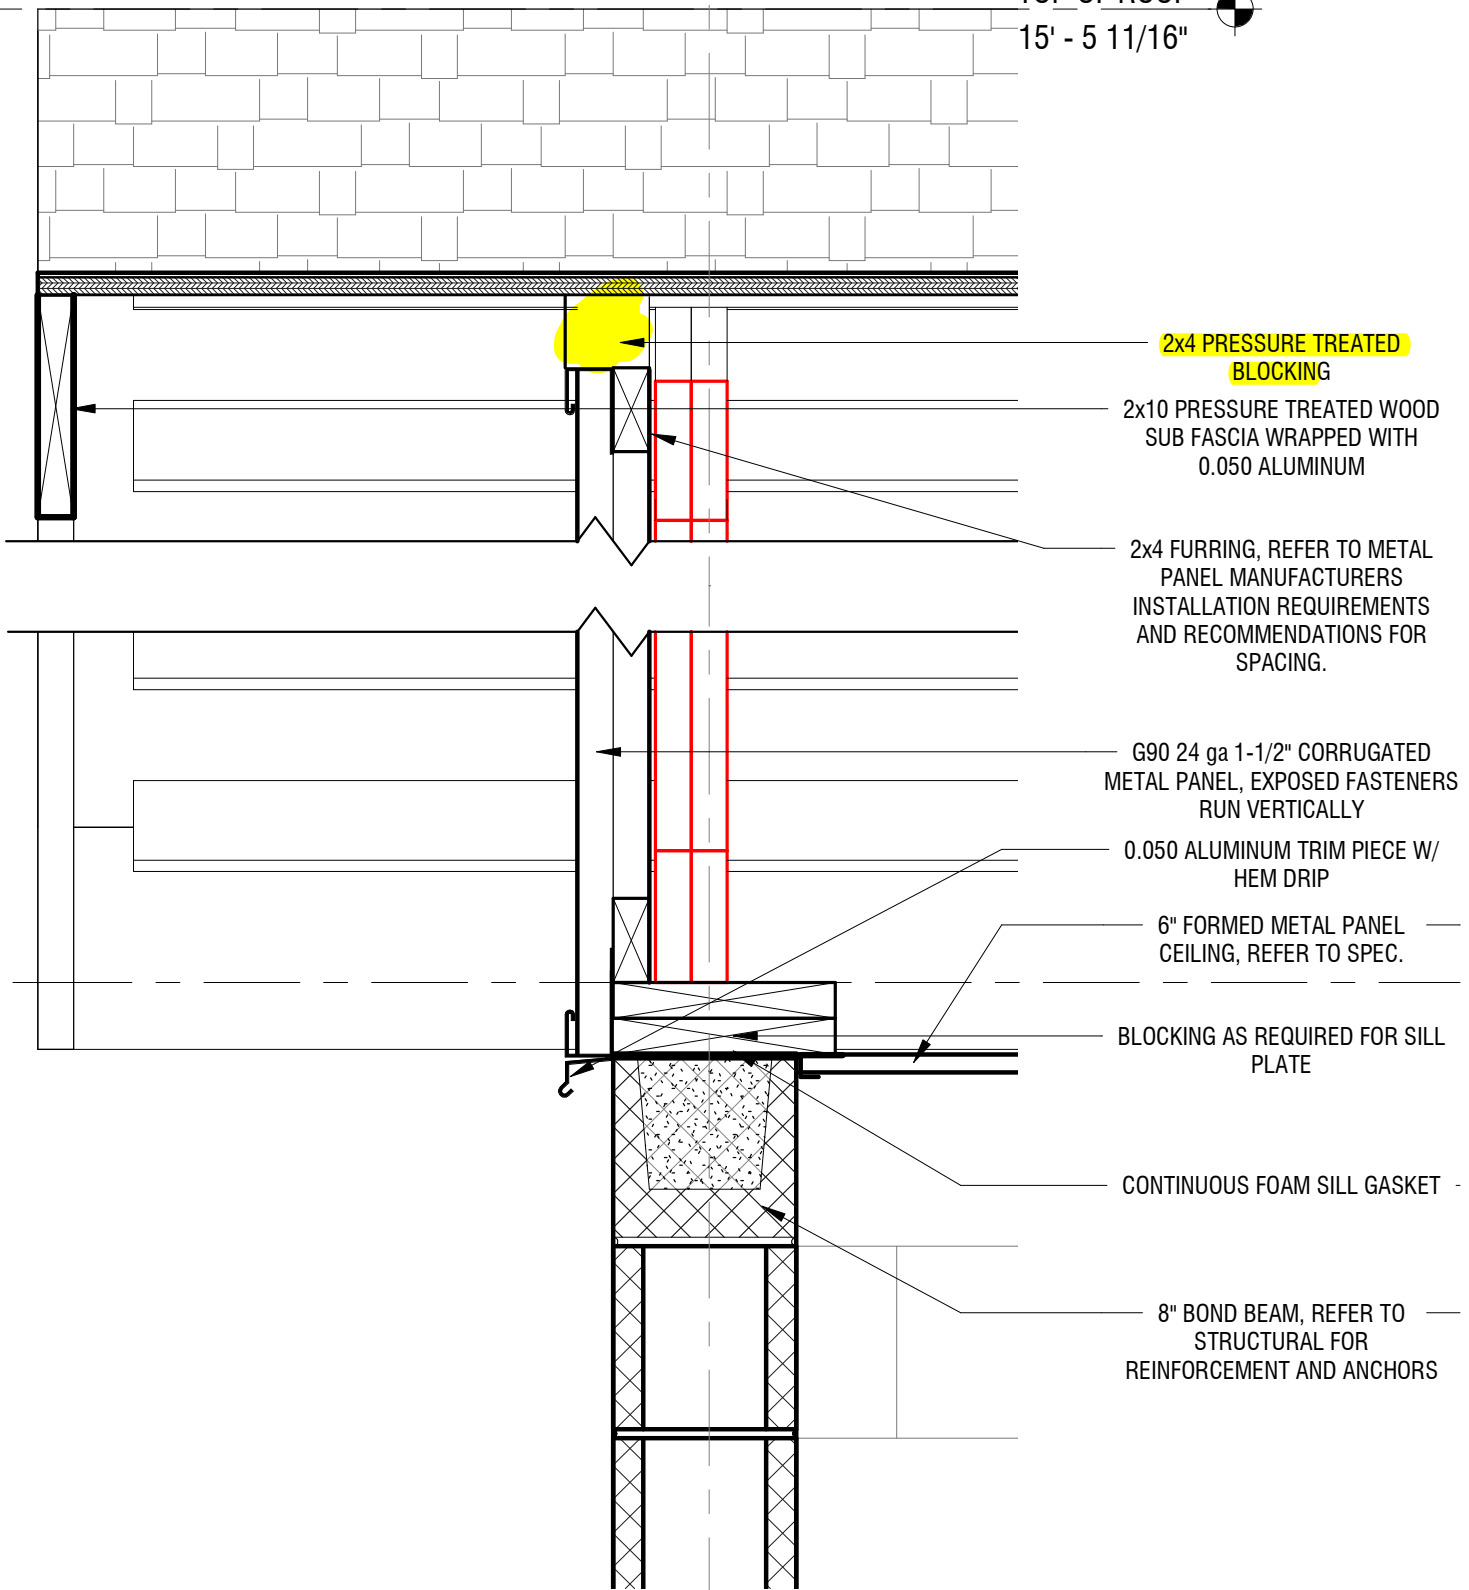 TOP OF ROOF
15' - 5 11/16"
2x4 PRESSURE TREATED
BLOCKING
2x10 PRESSURE TREATED WOOD
SUB FASCIA WRAPPED WITH
0.050 ALUMINUM
2x4 FURRING, REFER TO METAL
PANEL MANUFACTURERS
INSTALLATION REQUIREMENTS
AND RECOMMENDATIONS FOR
SPACING.
G90 24 ga 1-1/2" CORRUGATED
METAL PANEL, EXPOSED FASTENERS
RUN VERTICALLY
0.050 ALUMINUM TRIM PIECE W/
HEM DRIP
6" FORMED METAL PANEL
CEILING, REFER TO SPEC.
BLOCKING AS REQUIRED FOR SILL
PLATE
CONTINUOUS FOAM SILL GASKET
8" BOND BEAM, REFER TO
STRUCTURAL FOR
REINFORCEMENT AND ANCHORS